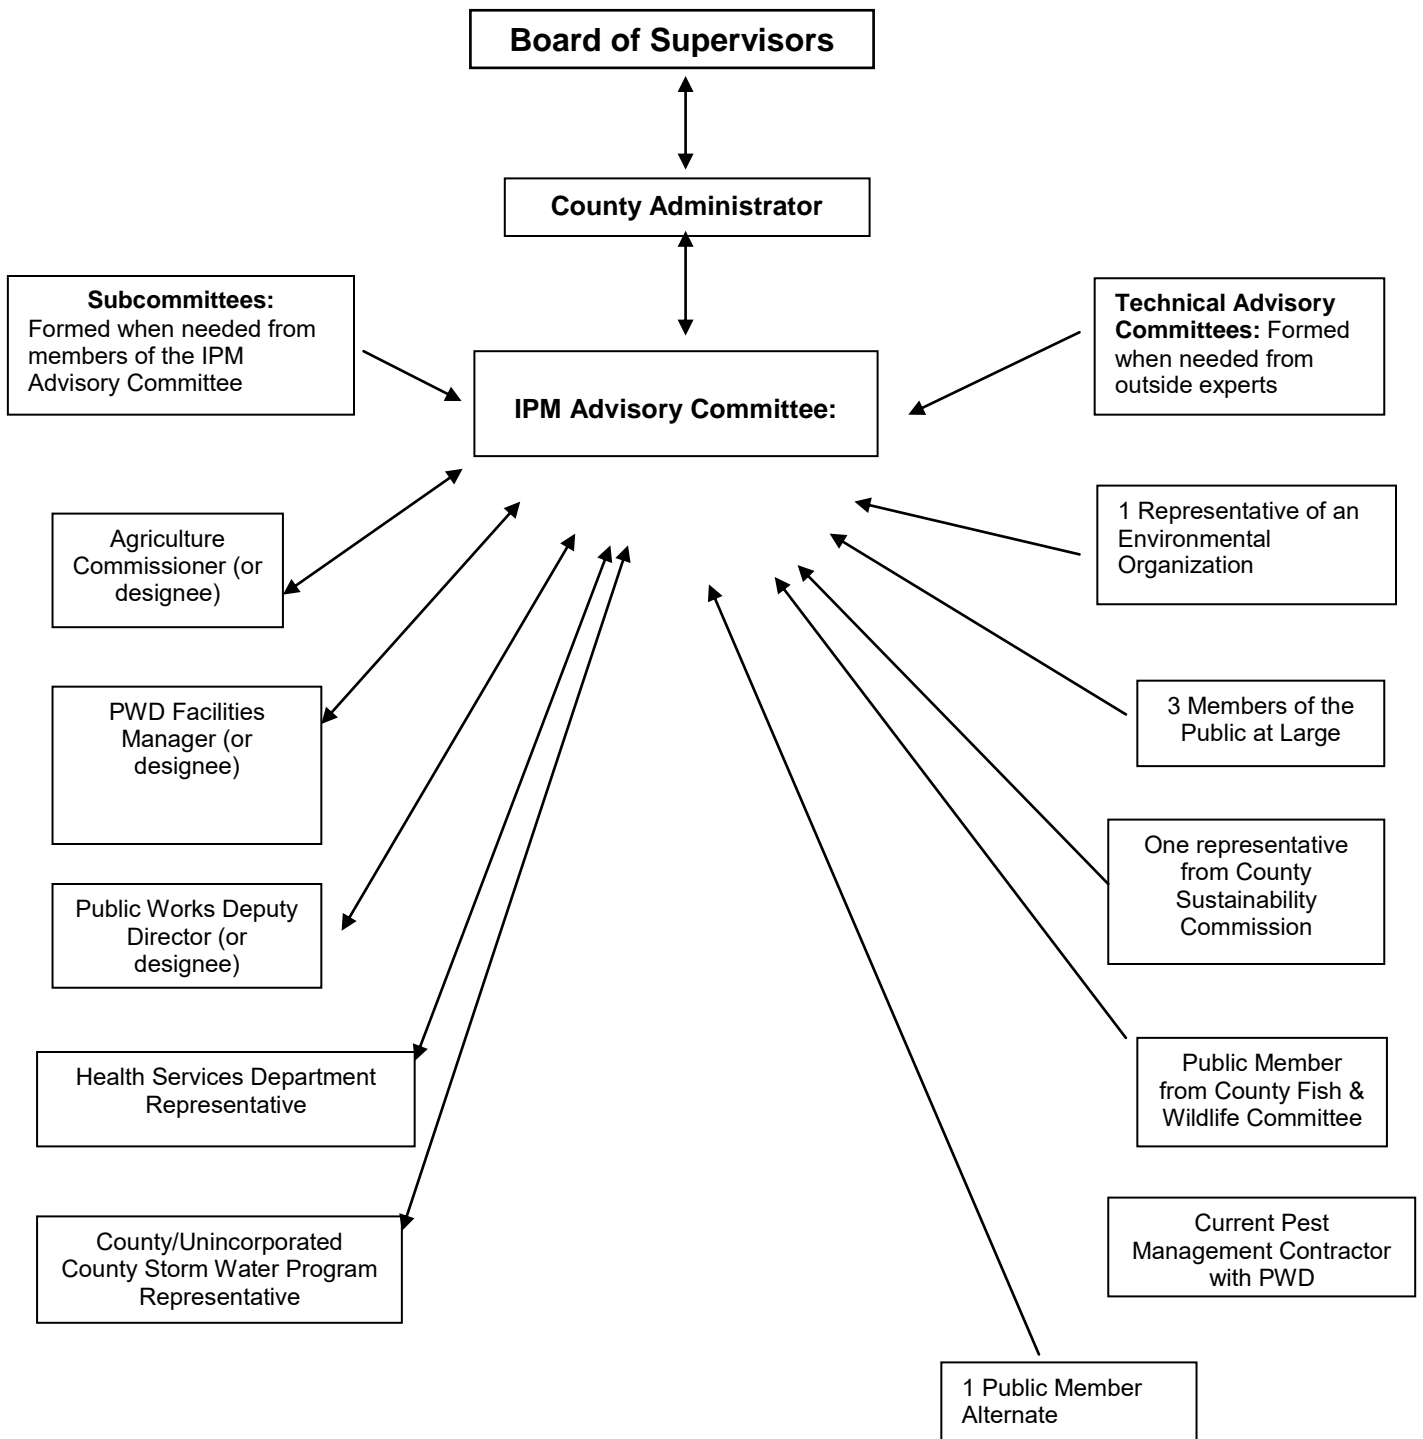 Board of Supervisors
County Administrator
Subcommittees:
Formed when needed from
members of the IPM
Advisory Committee
Technical Advisory
Committees: Formed
when needed from
outside experts
IPM Advisory Committee:
Agriculture
Commissioner (or
designee)
1 Representative of an
Environmental
Organization
PWD Facilities
Manager (or
designee)
3 Members of the
Public at Large
One representative
from County
Sustainability
Commission
Public Works Deputy
Director (or
designee)
Health Services Department
Representative
Public Member
from County Fish &
Wildlife Committee
County/Unincorporated
County Storm Water Program
Representative
Current Pest
Management Contractor
with PWD
1 Public Member
Alternate